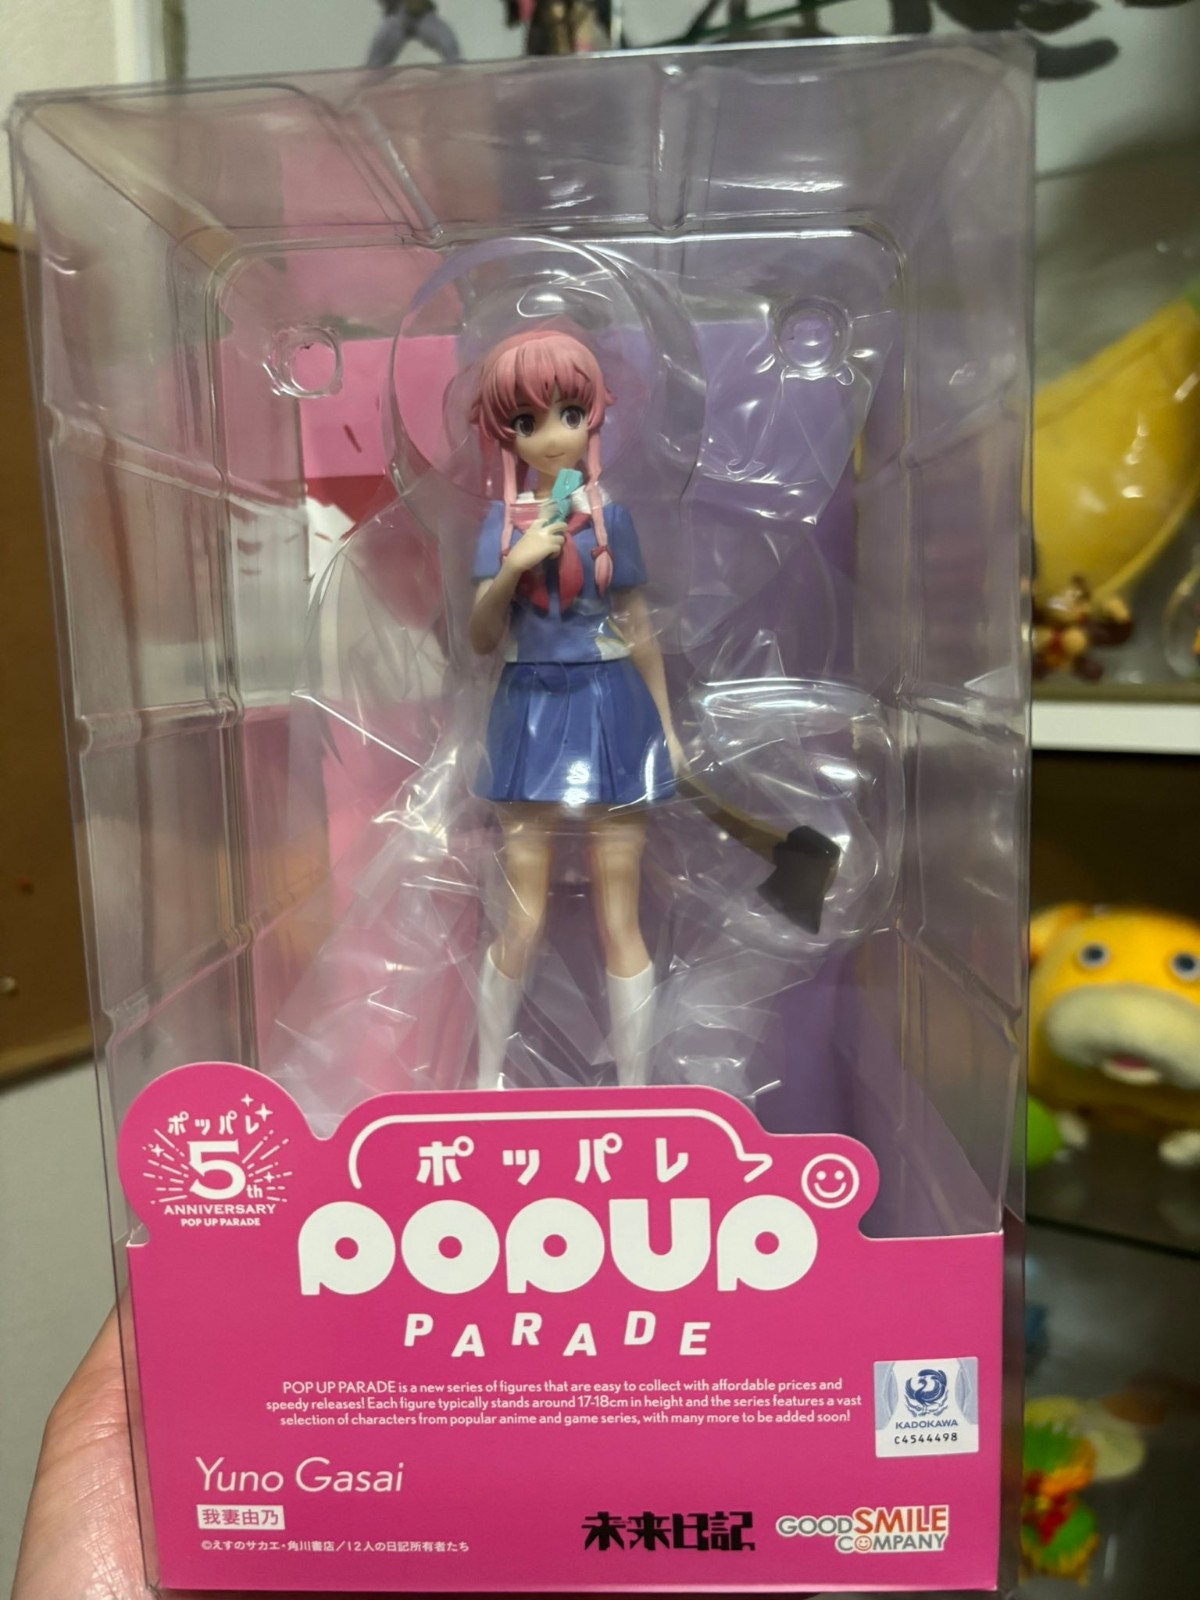 ポッパレ
5th
ANNIVERSARY
POP UP PARADE
ポッパレ
POPUP
PARADE
POP UP PARADE is a new series of figures that are easy to collect with affordable prices and
speedy releases! Each figure typically stands around 17-18cm in height and the series features a vast
selection of characters from popular anime and game series, with many more to be added soon!
KADOKAWA
C4544498
Yuno Gasai
我妻由乃
©えすのサカエ・角川書店／12人の日記所有者たち
未来日記
GOOD SMILE
COMPANY